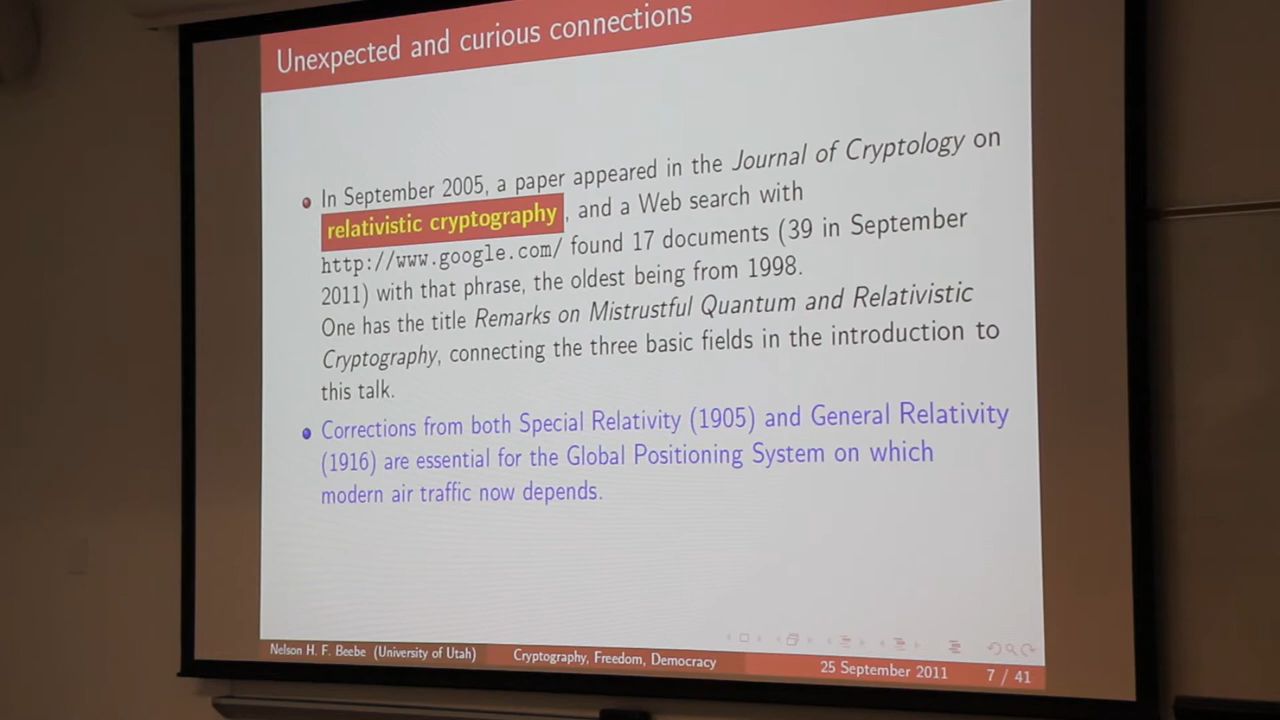 Unexpected and curious connections
In September 2005, a paper appeared in the Journal of Cryptology on
relativistic cryptography, and a Web search with
http://www.google.com/ found 17 documents (39 in September
2011) with that phrase, the oldest being from 1998.
One has the title Remarks on Mistrustful Quantum and Relativistic
Cryptography, connecting the three basic fields in the introduction to
this talk.
Corrections from both Special Relativity (1905) and General Relativity
(1916) are essential for the Global Positioning System on which
modern air traffic now depends.
Nelson H. F. Beebe (University of Utah) Cryptography, Freedom, Democracy 25 September 2011 7 / 41